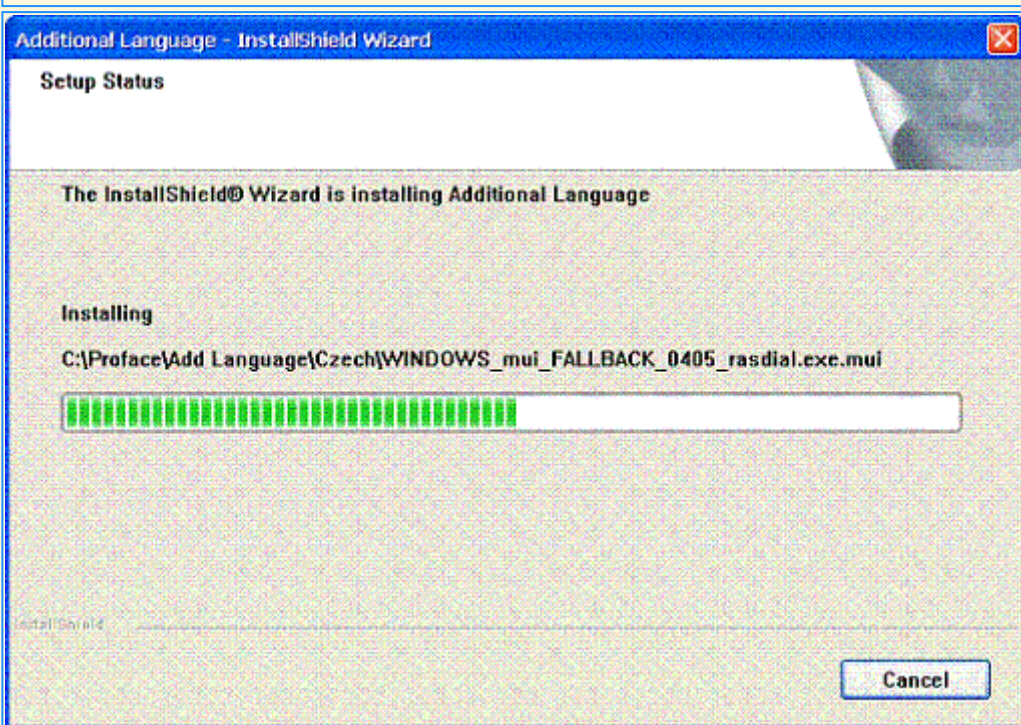 Additional Language - InstallShield Wizard
Setup Status
The InstallShield® Wizard is installing Additional Language
Installing
C:\Proface\Add Language\Czech\WINDOWS_mui_FALLBACK_0405_rasdial.exe.mui
InstallShield
Cancel